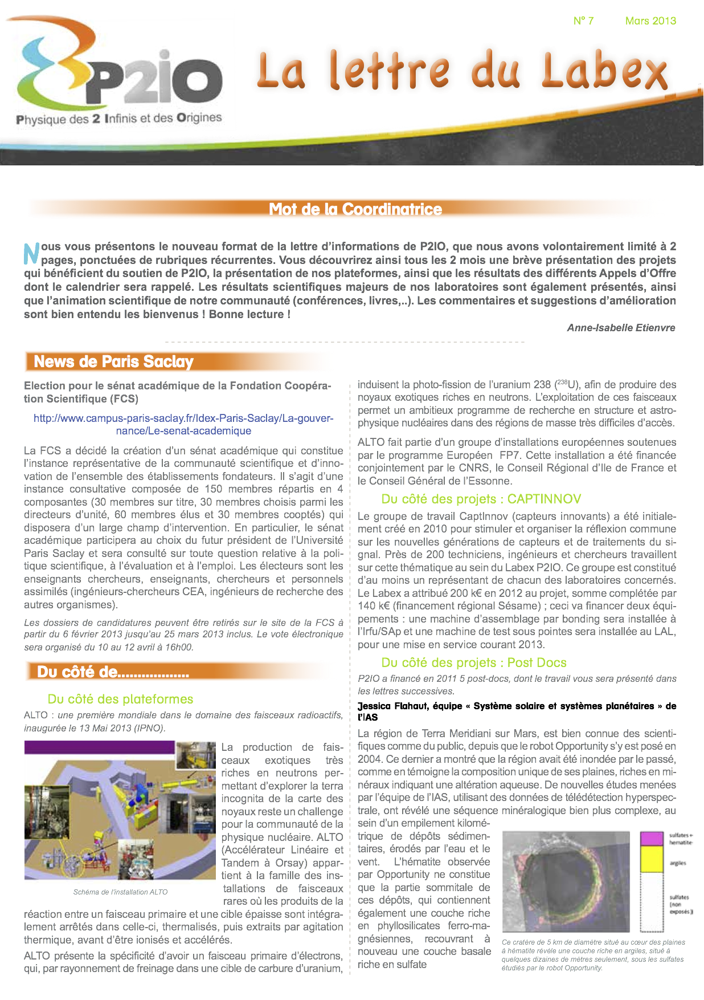 N° 7 Mars 2013
P2IO
Physique des 2 Infinis et des Origines
La lettre du Labex
Mot de la Coordinatrice
Nous vous présentons le nouveau format de la lettre d'informations de P2IO, que nous avons volontairement limité à 2
pages, ponctuées de rubriques récurrentes. Vous découvrirez ainsi tous les 2 mois une brève présentation des projets
qui bénéficient du soutien de P2IO, la présentation de nos plateformes, ainsi que les résultats des différents Appels d'Offre
dont le calendrier sera rappelé. Les résultats scientifiques majeurs de nos laboratoires sont également présentés, ainsi
que l'animation scientifique de notre communauté (conférences, livres,..). Les commentaires et suggestions d'amélioration
sont bien entendu les bienvenus ! Bonne lecture !
Anne-Isabelle Etienvre
News de Paris Saclay
Election pour le sénat académique de la Fondation Coopéra-
tion Scientifique (FCS)
http://www.campus-paris-saclay.fr/Idex-Paris-Saclay/La-gouver-
nance/Le-senat-academique
La FCS a décidé la création d'un sénat académique qui constitue
l'instance représentative de la communauté scientifique et d'inno-
vation de l'ensemble des établissements fondateurs. Il s'agit d'une
instance consultative composée de 150 membres répartis en 4
composantes (30 membres sur titre, 30 membres choisis parmi les
directeurs d'unité, 60 membres élus et 30 membres cooptés) qui
disposera d'un large champ d'intervention. En particulier, le sénat
académique participera au choix du futur président de l'Université
Paris Saclay et sera consulté sur toute question relative à la poli-
tique scientifique, à l'évaluation et à l'emploi. Les électeurs sont les
enseignants chercheurs, enseignants, chercheurs et personnels
assimilés (ingénieurs-chercheurs CEA, ingénieurs de recherche des
autres organismes).
Les dossiers de candidatures peuvent être retirés sur le site de la FCS à
partir du 6 février 2013 jusqu'au 25 mars 2013 inclus. Le vote électronique
sera organisé du 10 au 12 avril à 16h00.
Du côté de..................
Du côté des plateformes
ALTO : une première mondiale dans le domaine des faisceaux radioactifs,
inaugurée le 13 Mai 2013 (IPNO).
La production de fais-
ceaux exotiques très
riches en neutrons per-
mettant d'explorer la terra
incognita de la carte des
noyaux reste un challenge
pour la communauté de la
physique nucléaire. ALTO
(Accélérateur Linéaire et
Tandem à Orsay) appar-
tient à la famille des ins-
tallations de faisceaux
rares où les produits de la
Schéma de l'installation ALTO
réaction entre un faisceau primaire et une cible épaisse sont intégra-
lement arrêtés dans celle-ci, thermalisés, puis extraits par agitation
thermique, avant d'être ionisés et accélérés.
ALTO présente la spécificité d'avoir un faisceau primaire d'électrons,
qui, par rayonnement de freinage dans une cible de carbure d'uranium,
induisent la photo-fission de l'uranium 238 (238U), afin de produire des
noyaux exotiques riches en neutrons. L'exploitation de ces faisceaux
permet un ambitieux programme de recherche en structure et astro-
physique nucléaires dans des régions de masse très difficiles d'accès.
ALTO fait partie d'un groupe d'installations européennes soutenues
par le programme Européen FP7. Cette installation a été financée
conjointement par le CNRS, le Conseil Régional d'Ile de France et
le Conseil Général de l'Essonne.
Du côté des projets : CAPTINNOV
Le groupe de travail CaptInnov (capteurs innovants) a été initiale-
ment créé en 2010 pour stimuler et organiser la réflexion commune
sur les nouvelles générations de capteurs et de traitements du si-
gnal. Près de 200 techniciens, ingénieurs et chercheurs travaillent
sur cette thématique au sein du Labex P2IO. Ce groupe est constitué
d'au moins un représentant de chacun des laboratoires concernés.
Le Labex a attribué 200 k€ en 2012 au projet, somme complétée par
140 k€ (financement régional Sésame) ; ceci va financer deux équi-
pements : une machine d'assemblage par bonding sera installée à
l'Irfu/SAp et une machine de test sous pointes sera installée au LAL,
pour une mise en service courant 2013.
Du côté des projets : Post Docs
P2IO a financé en 2011 5 post-docs, dont le travail vous sera présenté dans
les lettres successives.
Jessica Flahaut, équipe « Système solaire et systèmes planétaires » de
l'IAS
La région de Terra Meridiani sur Mars, est bien connue des scienti-
fiques comme du public, depuis que le robot Opportunity s'y est posé en
2004. Ce dernier a montré que la région avait été inondée par le passé,
comme en témoigne la composition unique de ses plaines, riches en mi-
néraux indiquant une altération aqueuse. De nouvelles études menées
par l'équipe de l'IAS, utilisant des données de télédétection hyperspec-
trale, ont révélé une séquence minéralogique bien plus complexe, au
sein d'un empilement kilomé-
trique de dépôts sédimen-
taires, érodés par l'eau et le
vent. L'hématite observée
par Opportunity ne constitue
que la partie sommitale de
ces dépôts, qui contiennent
également une couche riche
en phyllosilicates ferro-ma-
gnésiennes, recouvrant à
nouveau une couche basale
riche en sulfate
sulfates +
hematite
argiles
sulfates
(non
exposés)
Ce cratère de 5 km de diamètre situé au cœur des plaines
à hématite révèle une couche riche en argiles, situé à
quelques dizaines de mètres seulement, sous les sulfates
étudiés par le robot Opportunity.